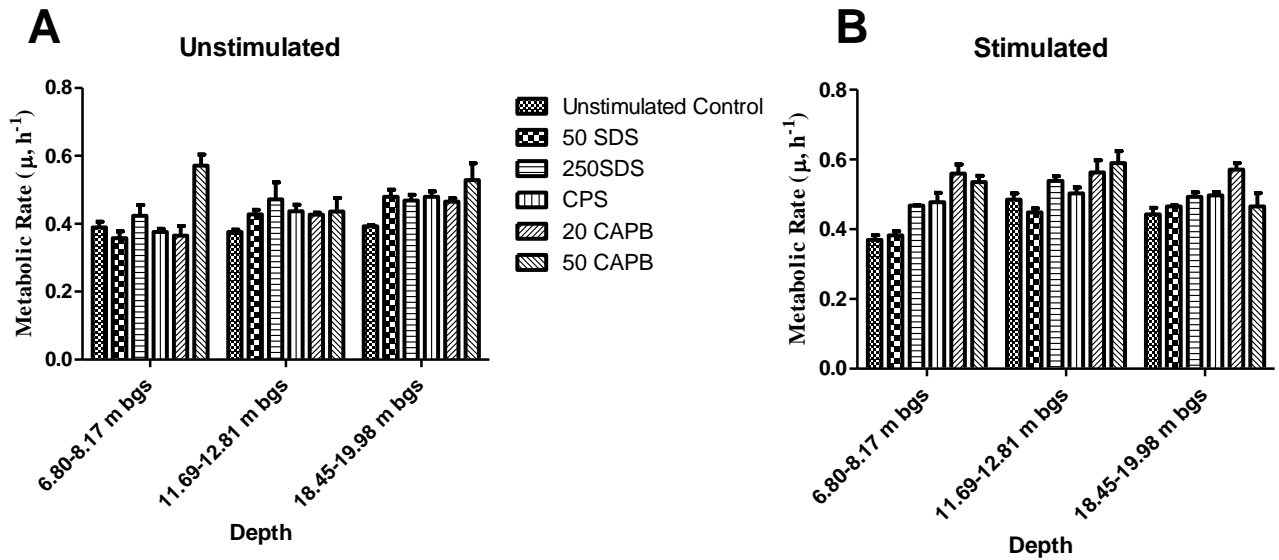 A
Unstimulated
Metabolic Rate (μ, h⁻¹)
0.8
0.6
0.4
0.2
0.0
6.80-8.17 m bgs
11.69-12.81 m bgs
18.45-19.98 m bgs
Depth
Unstimulated Control
50 SDS
250SDS
CPS
20 CAPB
50 CAPB
B
Stimulated
Metabolic Rate (μ, h⁻¹)
0.8
0.6
0.4
0.2
0.0
6.80-8.17 m bgs
11.69-12.81 m bgs
18.45-19.98 m bgs
Depth